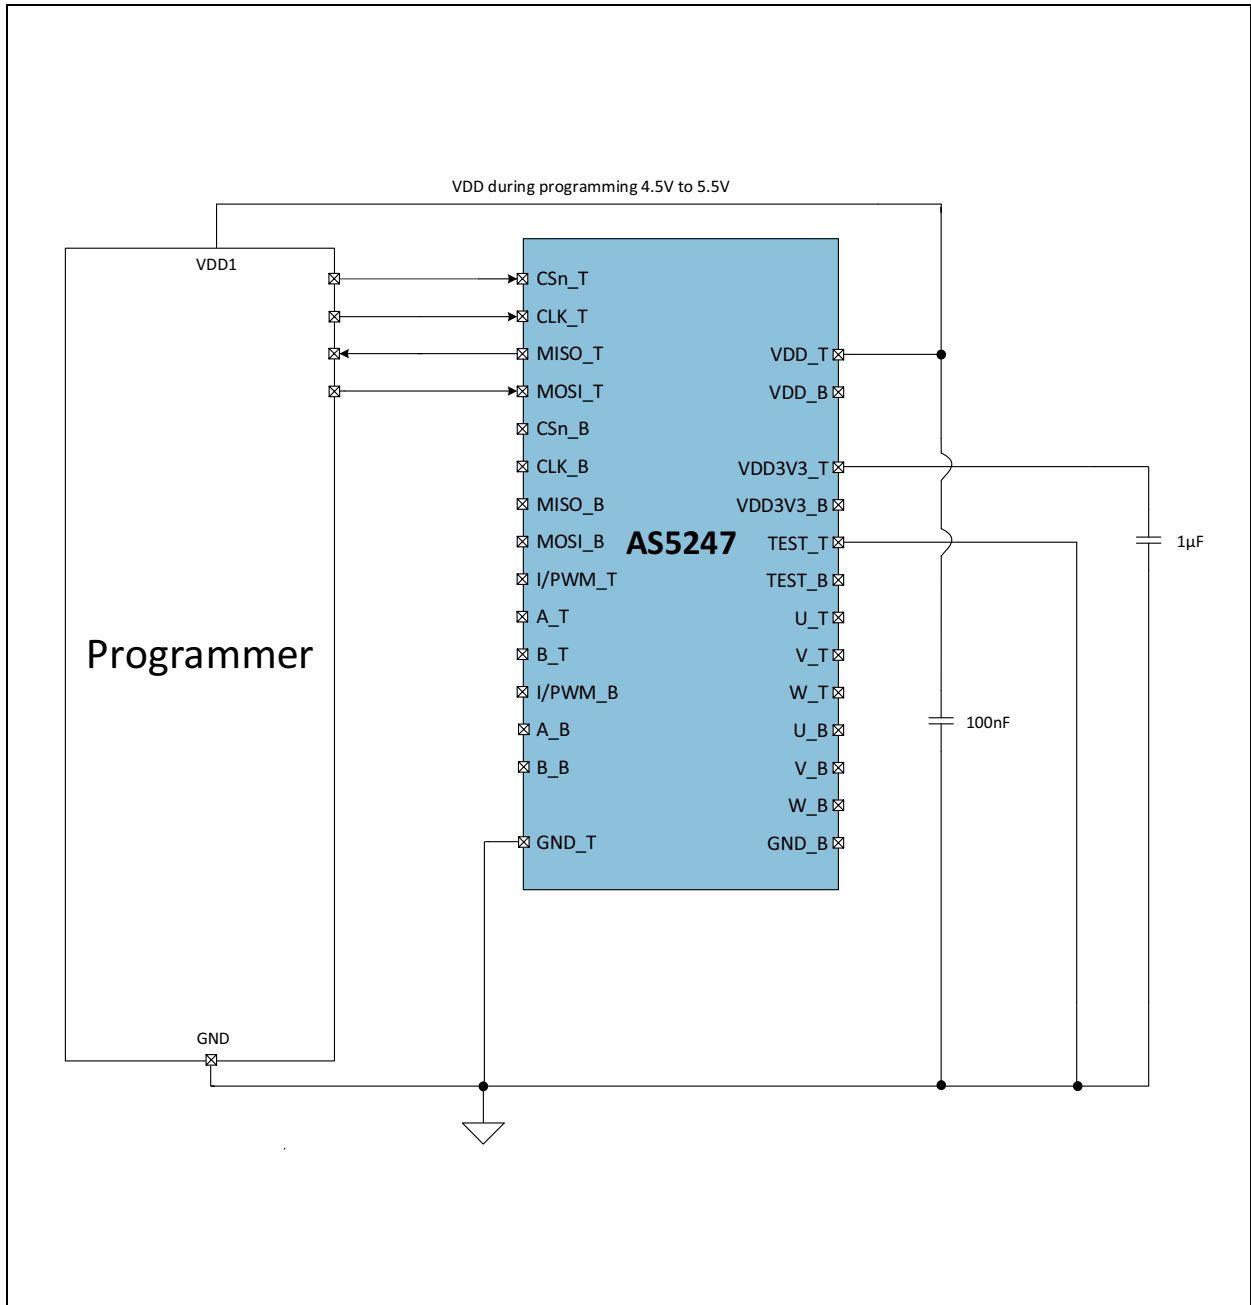 VDD during programming 4.5V to 5.5V
VDD1
Programmer
GND
CSn_T
CLK_T
MISO_T
MOSI_T
CSn_B
CLK_B
MISO_B
MOSI_B
I/PWM_T
A_T
B_T
I/PWM_B
A_B
B_B
GND_T
AS5247
VDD_T
VDD_B
VDD3V3_T
VDD3V3_B
TEST_T
TEST_B
U_T
V_T
W_T
U_B
V_B
W_B
GND_B
100nF
1µF